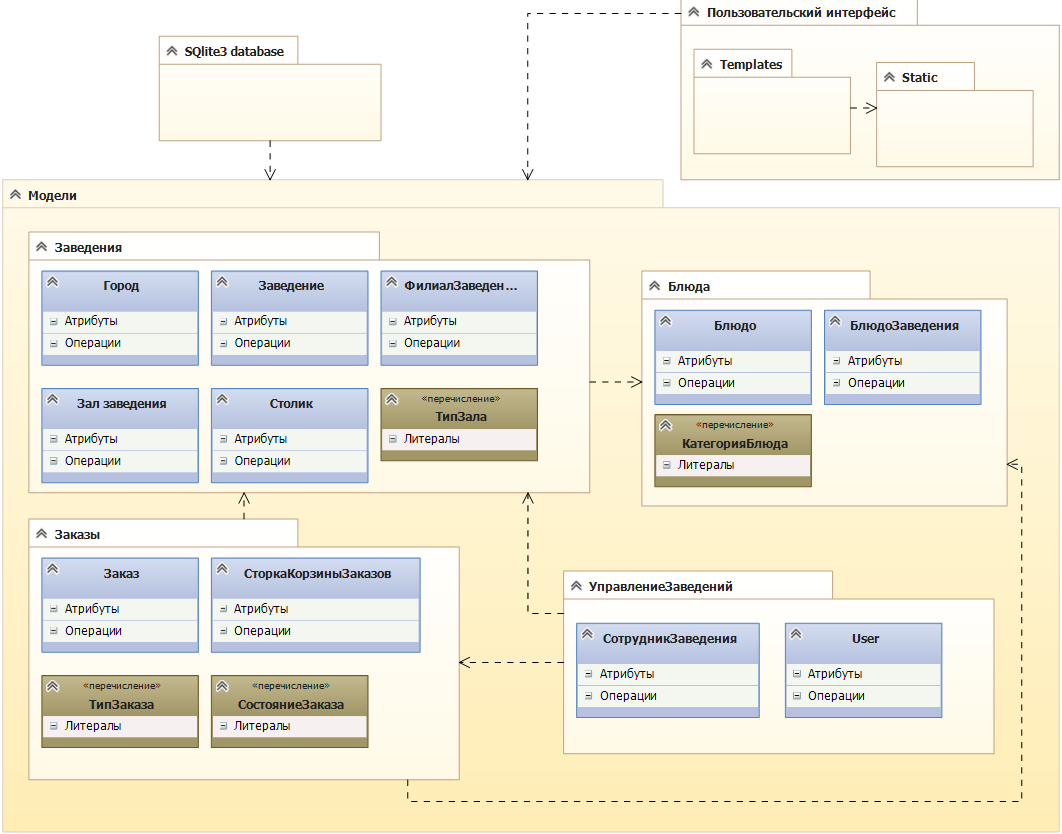 Пользовательский интерфейс
SQlite3 database
Templates
Static
Модели
Заведения
Город
Атрибуты
Операции
Заведение
Атрибуты
Операции
ФилиалЗаведен...
Атрибуты
Операции
Зал заведения
Атрибуты
Операции
Столик
Атрибуты
Операции
«перечисление»
ТипЗала
Литералы
Блюда
Блюдо
Атрибуты
Операции
БлюдоЗаведения
Атрибуты
Операции
«перечисление»
КатегорияБлюда
Литералы
Заказы
Заказ
Атрибуты
Операции
СторкаКорзиныЗаказов
Атрибуты
Операции
«перечисление»
ТипЗаказа
Литералы
«перечисление»
СостояниеЗаказа
Литералы
УправлениеЗаведений
СотрудникЗаведения
Атрибуты
Операции
User
Атрибуты
Операции